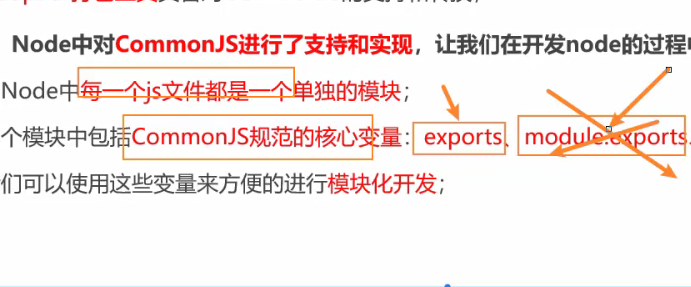 Node中对CommonJS进行了支持和实现，让我们在开发node的过程中
Node中每一个js文件都是一个单独的模块；
个模块中包括CommonJS规范的核心变量：exports、module.exports、
们可以使用这些变量来方便的进行模块化开发；